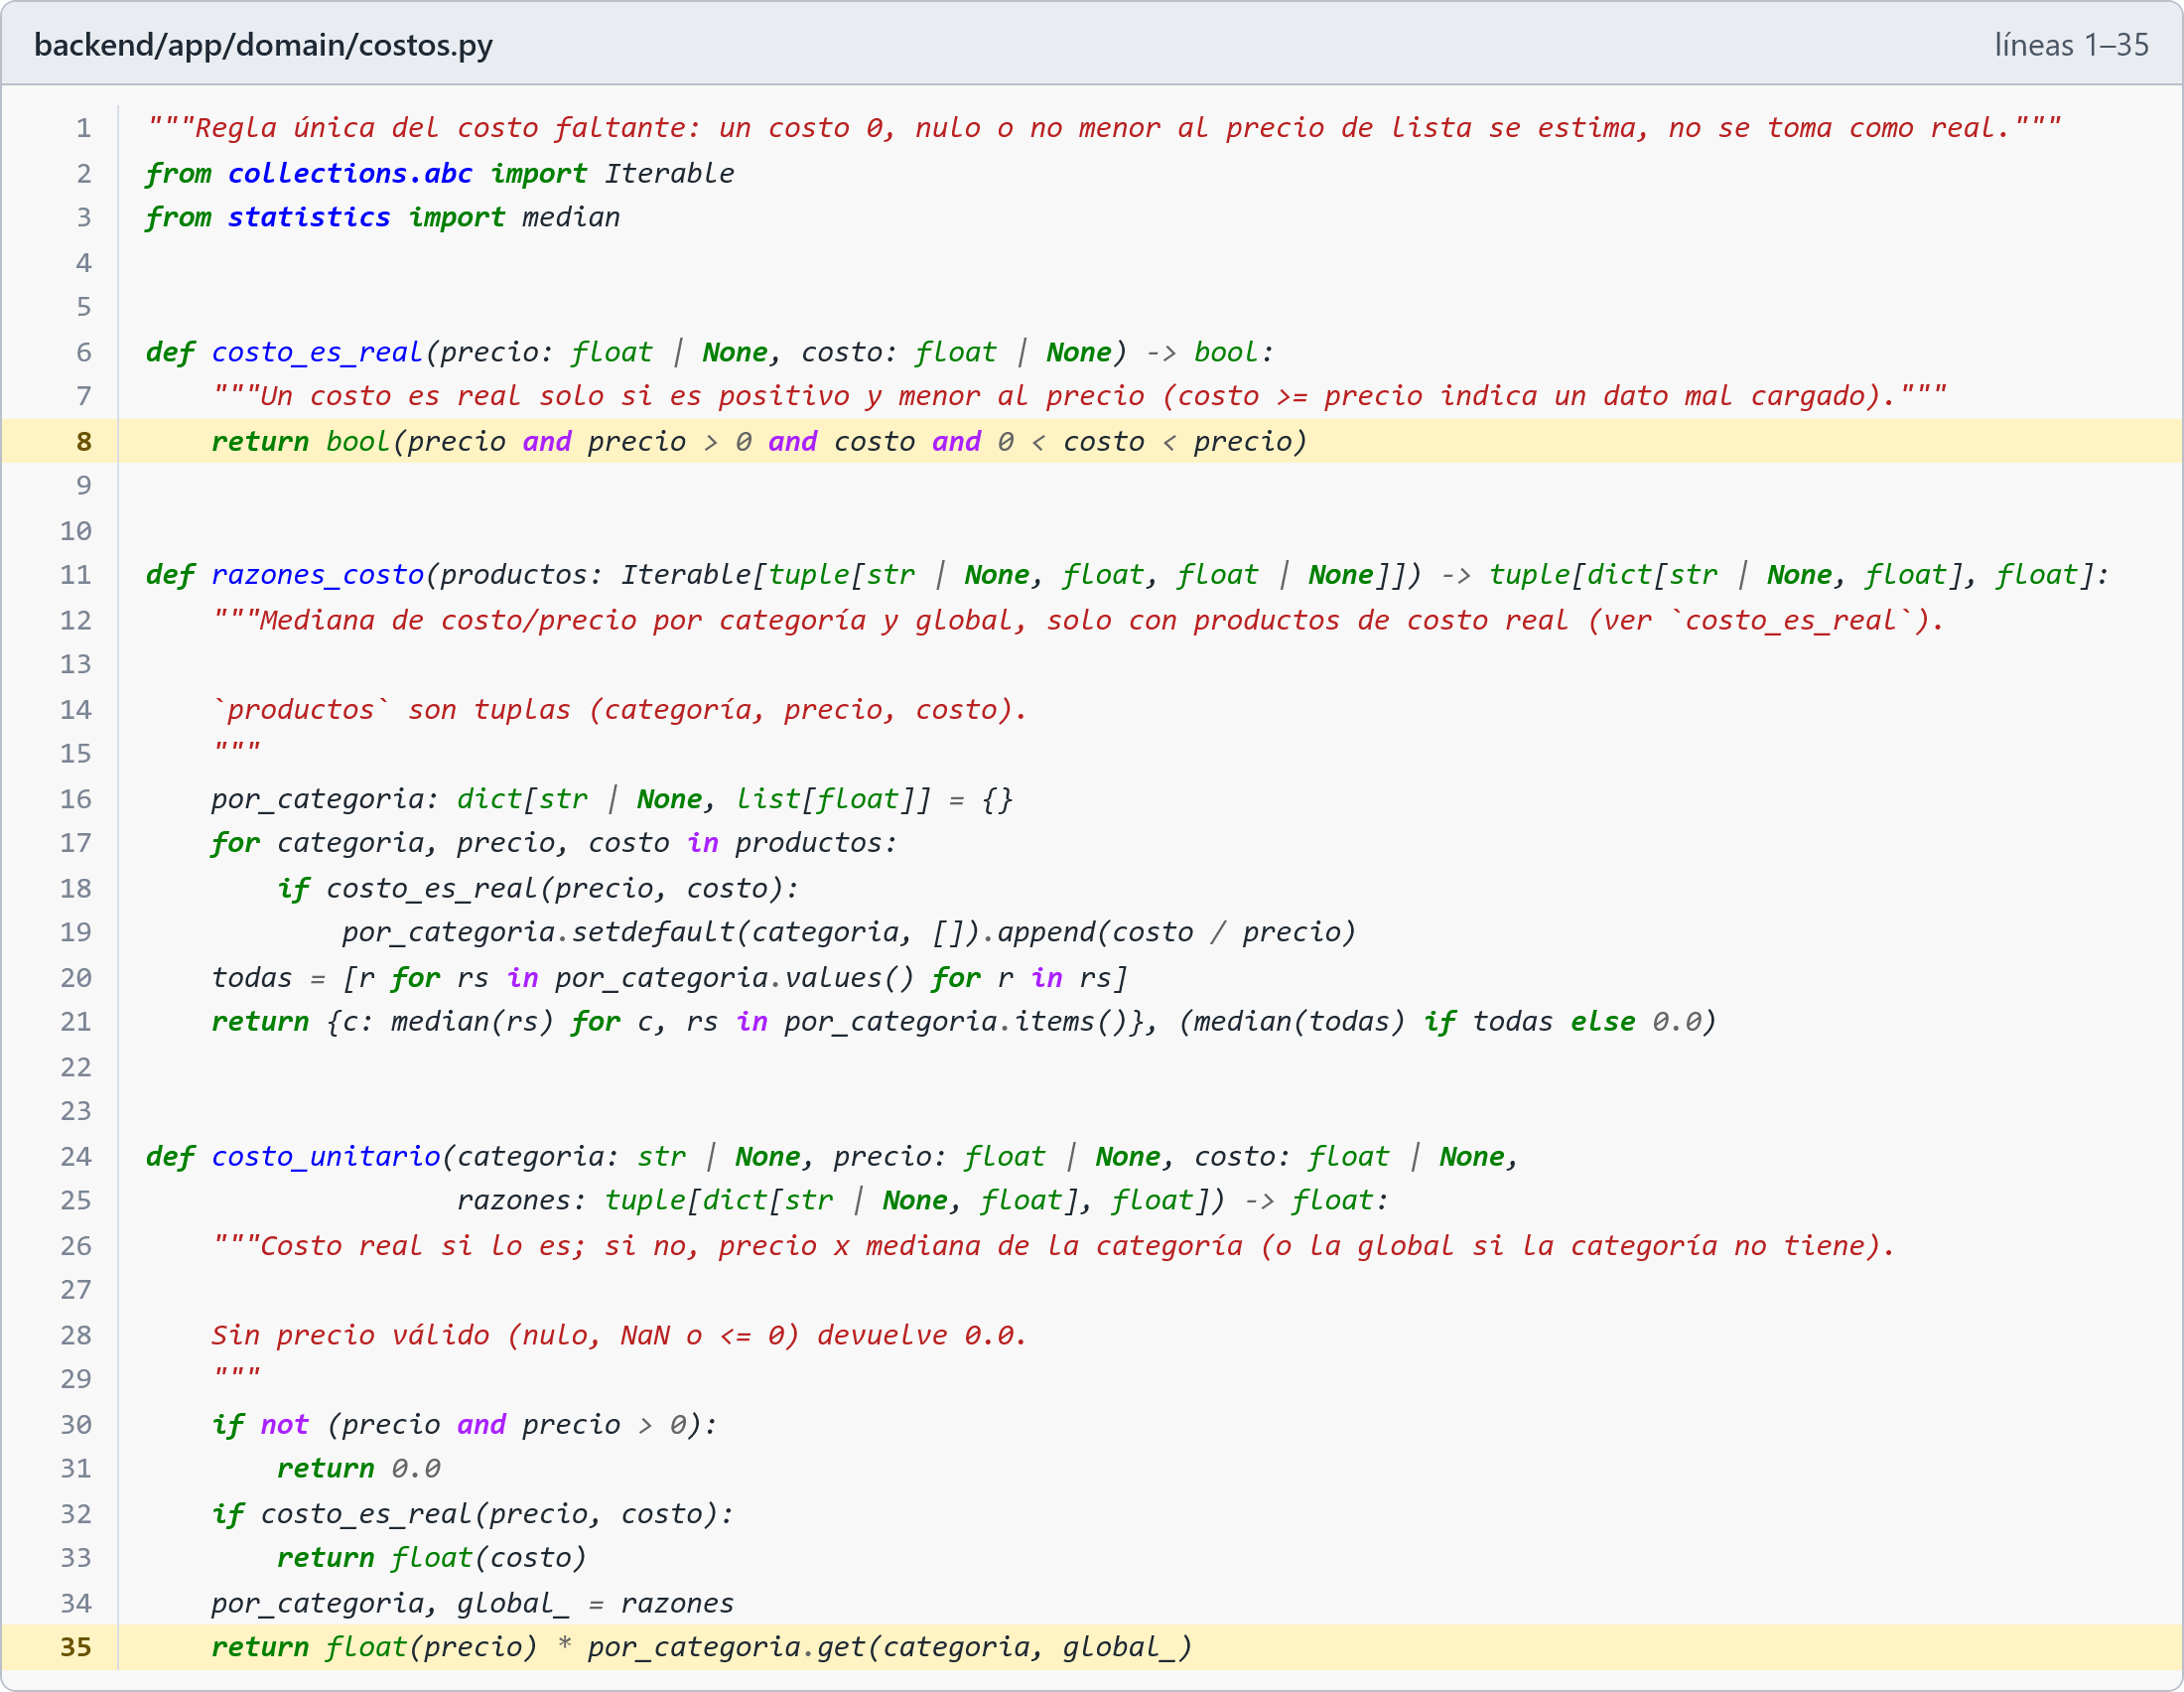 backend/app/domain/costos.py
líneas 1–35
1 """Regla única del costo faltante: un costo 0, nulo o no menor al precio de lista se estima, no se toma como real."""
2 from collections.abc import Iterable
3 from statistics import median
4
5
6 def costo_es_real(precio: float | None, costo: float | None) -> bool:
7     """Un costo es real solo si es positivo y menor al precio (costo >= precio indica un dato mal cargado)."""
8     return bool(precio and precio > 0 and costo and 0 < costo < precio)
9
10
11 def razones_costo(productos: Iterable[tuple[str | None, float, float | None]]) -> tuple[dict[str | None, float], float]:
12     """Mediana de costo/precio por categoría y global, solo con productos de costo real (ver `costo_es_real`).
13
14     `productos` son tuplas (categoría, precio, costo).
15     """
16     por_categoria: dict[str | None, list[float]] = {}
17     for categoria, precio, costo in productos:
18         if costo_es_real(precio, costo):
19             por_categoria.setdefault(categoria, []).append(costo / precio)
20     todas = [r for rs in por_categoria.values() for r in rs]
21     return {c: median(rs) for c, rs in por_categoria.items()}, (median(todas) if todas else 0.0)
22
23
24 def costo_unitario(categoria: str | None, precio: float | None, costo: float | None,
25                    razones: tuple[dict[str | None, float], float]) -> float:
26     """Costo real si lo es; si no, precio x mediana de la categoría (o la global si la categoría no tiene).
27
28     Sin precio válido (nulo, NaN o <= 0) devuelve 0.0.
29     """
30     if not (precio and precio > 0):
31         return 0.0
32     if costo_es_real(precio, costo):
33         return float(costo)
34     por_categoria, global_ = razones
35     return float(precio) * por_categoria.get(categoria, global_)